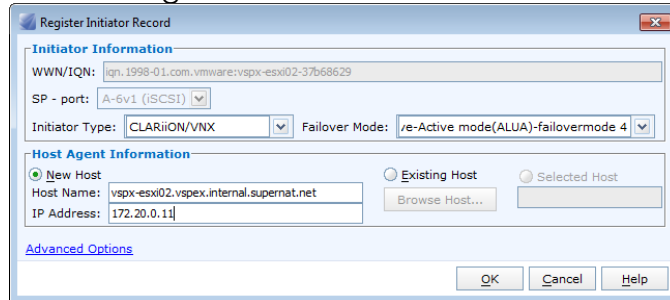 Register Initiator Record
Initiator Information
WWN/IQN: iqn.1998-01.com.vmware:vspx-esxi02-37b68629
SP - port: A-6v1 (iSCSI)
Initiator Type: CLARiiON/VNX Failover Mode: /e-Active mode(ALUA)-failovermode 4
Host Agent Information
New Host Existing Host Selected Host
Host Name: vspx-esxi02.vspex.internal.supernat.net Browse Host...
IP Address: 172.20.0.11
Advanced Options
OK Cancel Help